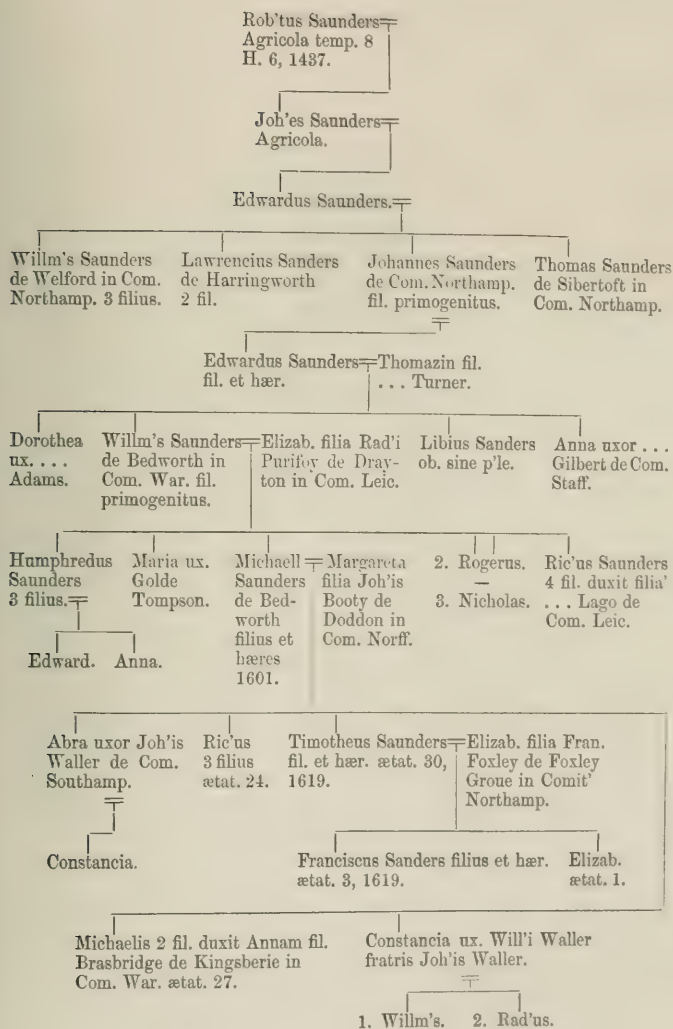 Rob'tus Saunders
Agricola temp. 8
H. 6, 1437.
Joh'es Saunders
Agricola.
Edwardus Saunders.
Willm's Saunders
de Welford in Com.
Northamp. 3 filius.
Lawrencius Sanders
de Harringworth
2 fil.
Johannes Saunders
de Com. Northamp.
fil. primogenitus.
Thomas Saunders
de Sibertoft in
Com. Northamp.
Edwardus Saunders
fil. et hær.
Thomazin fil.
. . . Turner.
Dorothea
ux. . . .
Adams.
Willm's Saunders
de Bedworth in
Com. War. fil.
primogenitus.
Elizab. filia Rad'i
Purifoy de Dray-
ton in Com. Leic.
Libius Sanders
ob. sine p'le.
Anna uxor . . .
Gilbert de Com.
Staff.
Humphredus
Saunders
3 filius.
Maria ux.
Golde
Tompson.
Michaell
Saunders
de Bed-
worth
filius et
hæres
1601.
Margareta
filia Joh'is
Booty de
Doddon in
Com. Norff.
2. Rogerus.
—
3. Nicholas.
Ric'us Saunders
4 fil. duxit filia'
. . . Lago de
Com. Leic.
Edward. Anna.
Abra uxor Joh'is
Waller de Com.
Southamp.
Ric'us
3 filius
ætat. 24.
Timotheus Saunders
fil. et hær. ætat. 30,
1619.
Elizab. filia Fran.
Foxley de Foxley
Groue in Comit'
Northamp.
Constancia.
Franciscus Sanders filius et hær.
ætat. 3, 1619.
Elizab.
ætat. 1.
Michaelis 2 fil. duxit Annam fil.
Brasbridge de Kingsberie in
Com. War. ætat. 27.
Constancia ux. Will'i Waller
fratris Joh'is Waller.
1. Willm's. 2. Rad'us.